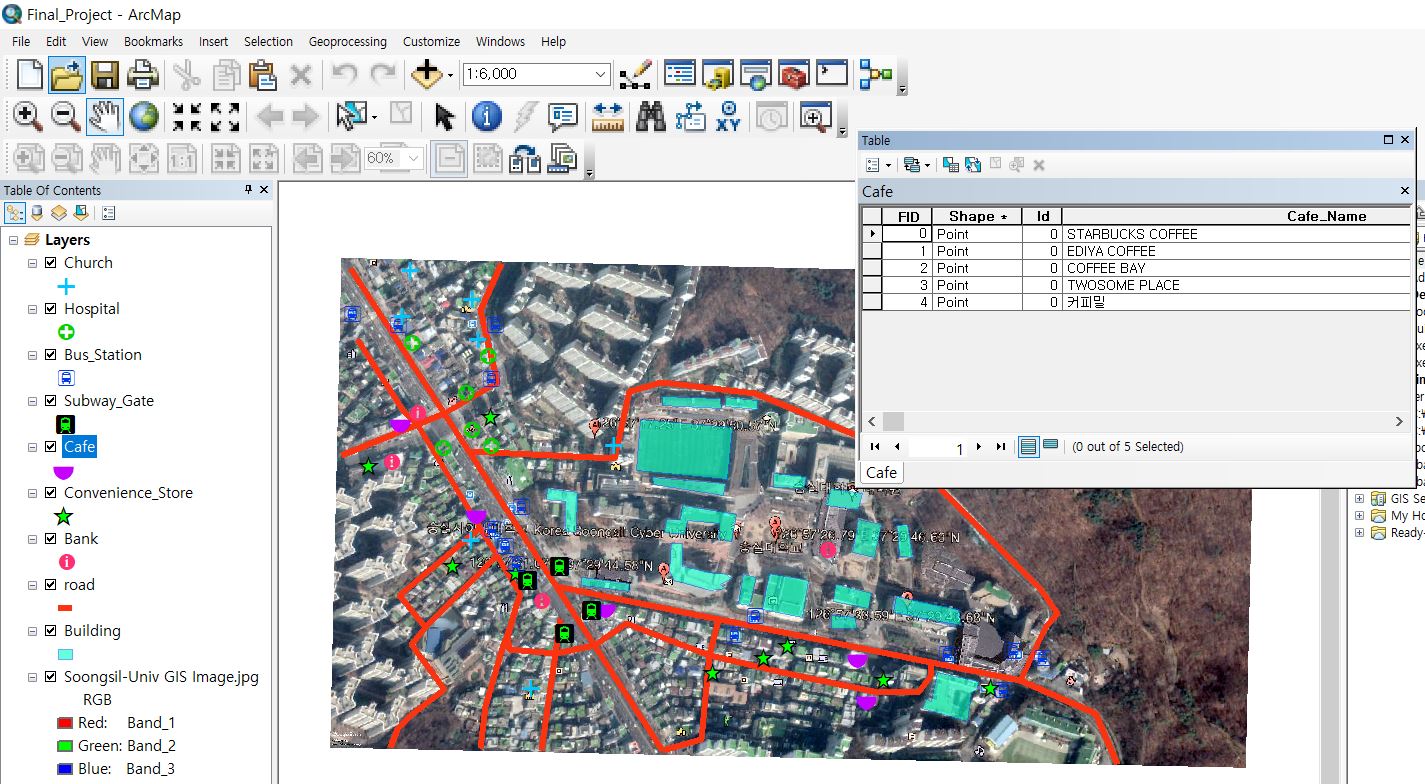 Final_Project - ArcMap
File Edit View Bookmarks Insert Selection Geoprocessing Customize Windows Help
1:6,000
XY
1:1
60%
Table Of Contents
Layers
Church
Hospital
Bus_Station
Subway_Gate
Cafe
Convenience_Store
Bank
road
Building
Soongsil-Univ GIS Image.jpg
RGB
Red: Band_1
Green: Band_2
Blue: Band_3
Table
Cafe
FID Shape * Id Cafe_Name
0 Point 0 STARBUCKS COFFEE
1 Point 0 EDIYA COFFEE
2 Point 0 COFFEE BAY
3 Point 0 TWOSOME PLACE
4 Point 0 커피밀
1 (0 out of 5 Selected)
Cafe
Korea Soongsil Cyber University
숭실대학교
GIS Se
My Ho
Ready-